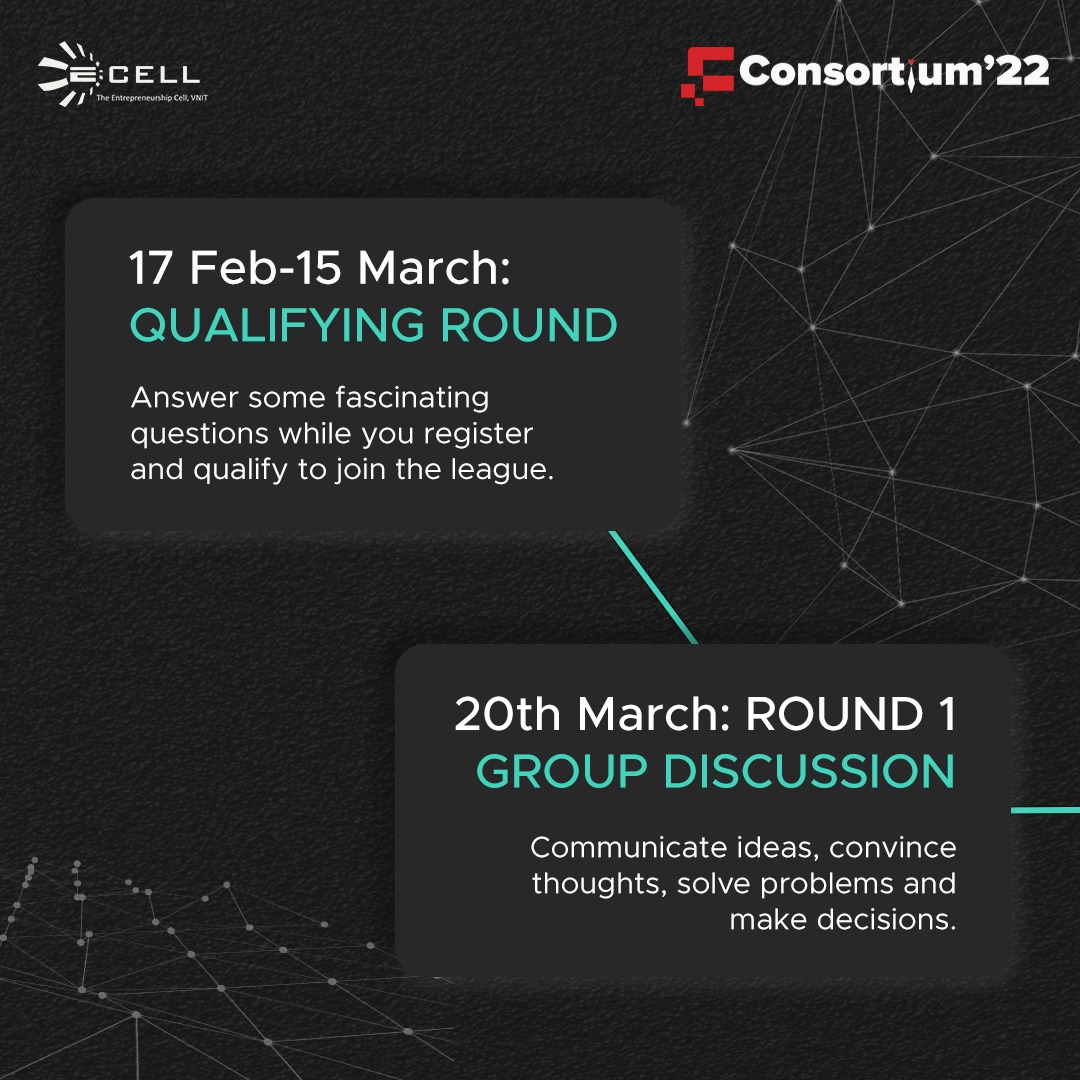 E-CELL
The Entrepreneurship Cell, VNIT
Consortium'22
17 Feb-15 March:
QUALIFYING ROUND
Answer some fascinating
questions while you register
and qualify to join the league.
20th March: ROUND 1
GROUP DISCUSSION
Communicate ideas, convince
thoughts, solve problems and
make decisions.